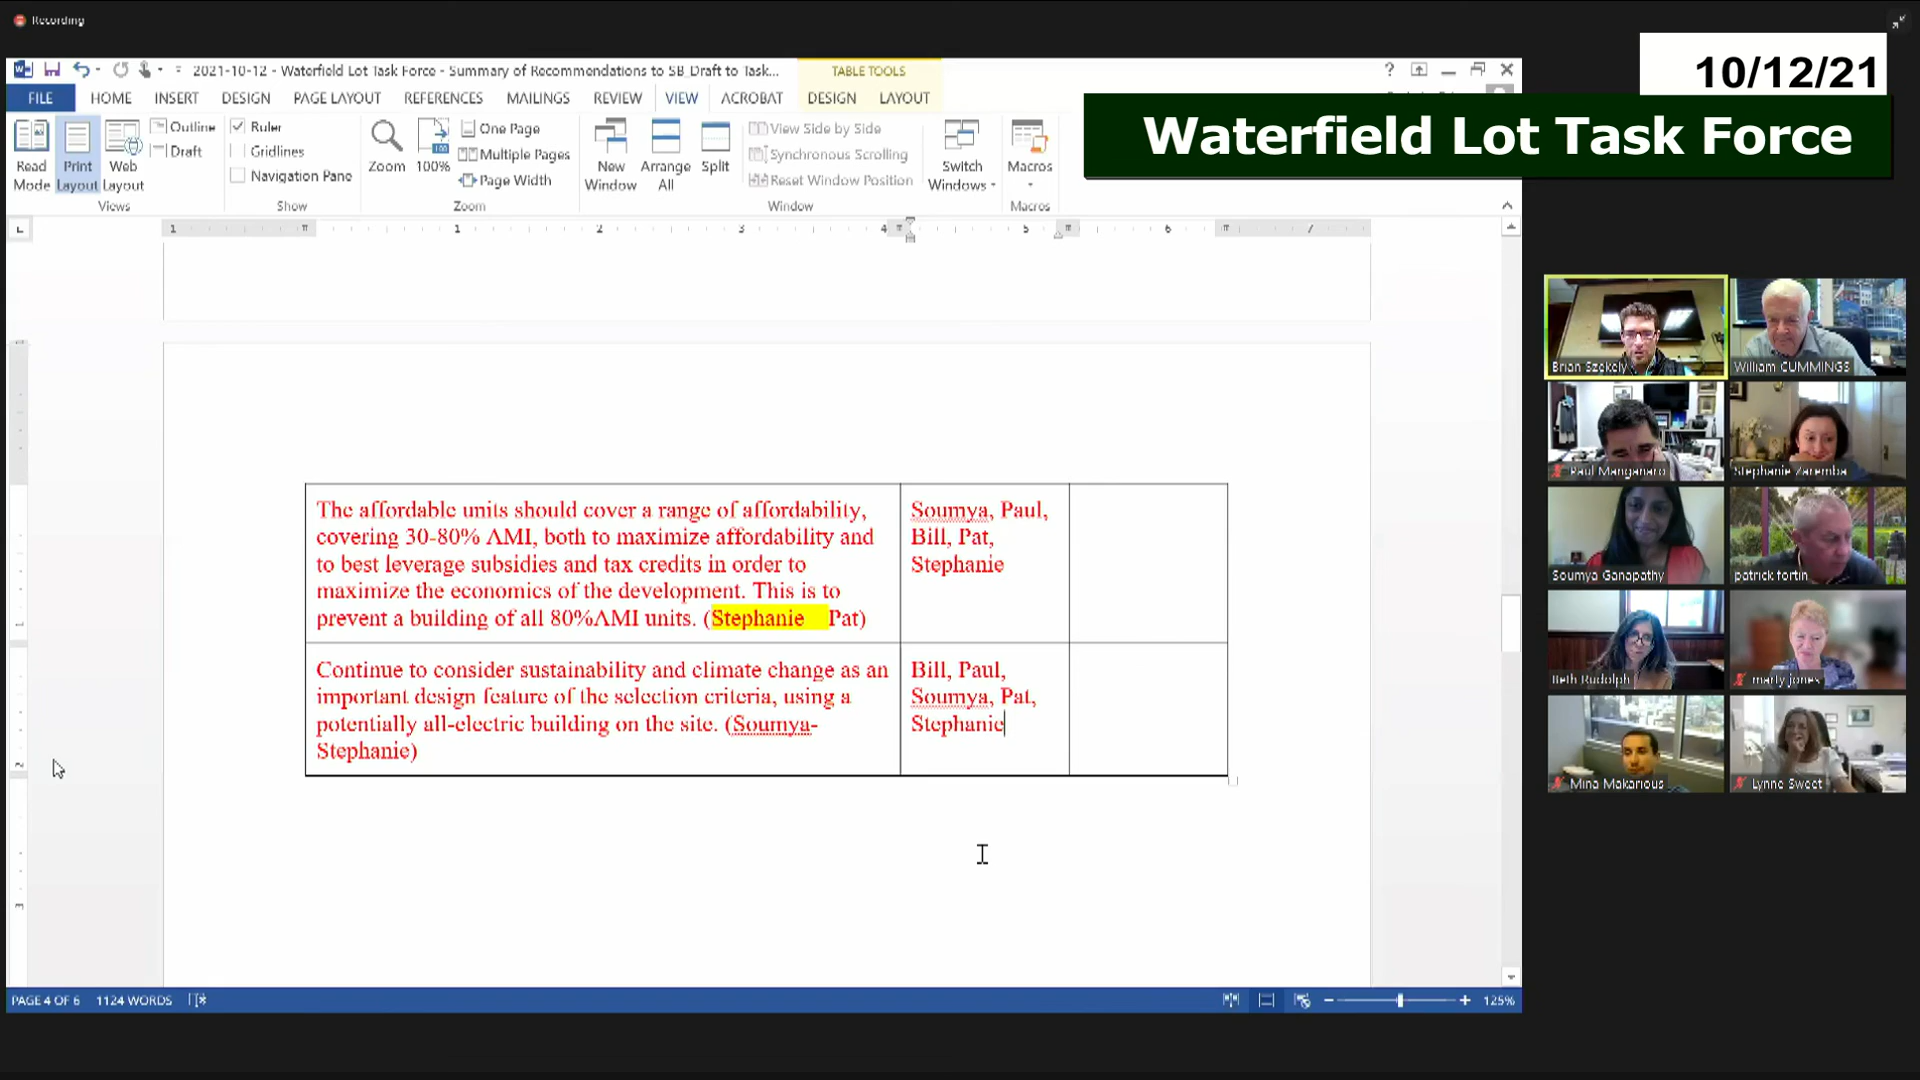 Recording
10/12/21
Waterfield Lot Task Force
2021-10-12 - Waterfield Lot Task Force - Summary of Recommendations to SB_Draft to Task...
TABLE TOOLS
FILE HOME INSERT DESIGN PAGE LAYOUT REFERENCES MAILINGS REVIEW VIEW ACROBAT DESIGN LAYOUT
Read Mode
Print Layout
Web Layout
Outline
Draft
Views
Ruler
Gridlines
Navigation Pane
Show
Zoom
100%
One Page
Multiple Pages
Page Width
Zoom
New Window
Arrange All
Split
View Side by Side
Synchronous Scrolling
Reset Window Position
Window
Switch Windows
Macros
Macros
1 1 2 3 4 5 6 7
The affordable units should cover a range of affordability,
covering 30-80% AMI, both to maximize affordability and
to best leverage subsidies and tax credits in order to
maximize the economics of the development. This is to
prevent a building of all 80%AMI units. (Stephanie Pat)
Soumya, Paul,
Bill, Pat,
Stephanie
Continue to consider sustainability and climate change as an
important design feature of the selection criteria, using a
potentially all-electric building on the site. (Soumya-
Stephanie)
Bill, Paul,
Soumya, Pat,
Stephanie
PAGE 4 OF 6 1124 WORDS
125%
Brian Szekely
William CUMMINGS
Paul Manganaro
Stephanie Zaremba
Soumya Ganapathy
patrick fortin
Beth Rudolph
marty jones
Mina Makarious
Lynne Sweet